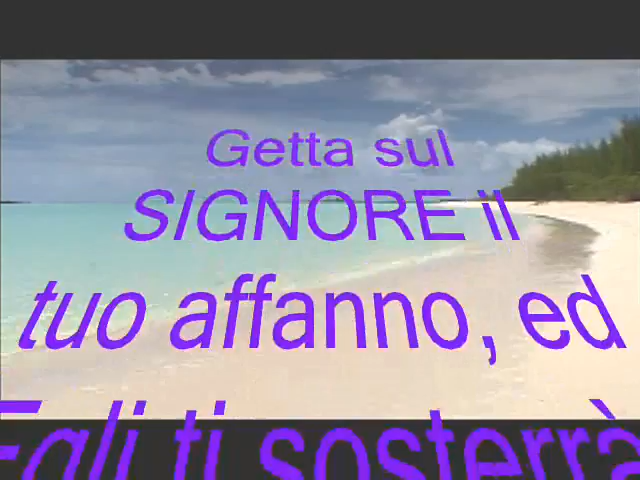 Getta sul
SIGNORE il
tuo affanno, ed
Egli ti sosterrà